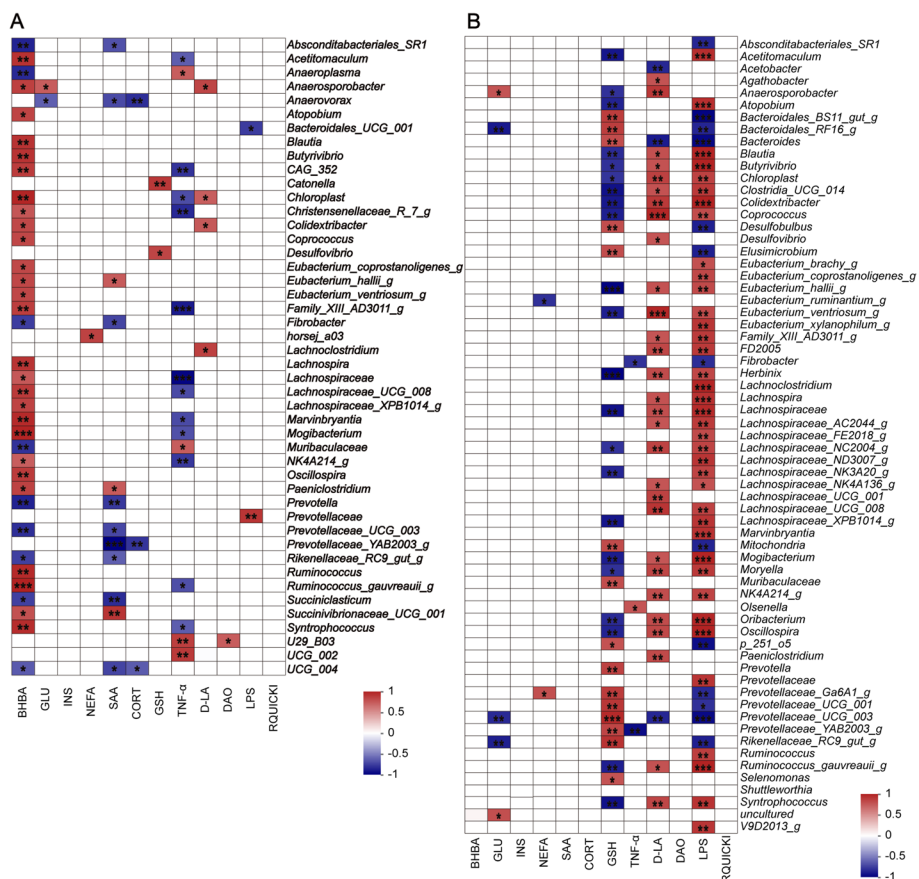 A
** * Absconditabacteriales_SR1
** * Acetitomaculum
** * Anaeroplasma
* * * Anaerosporobacter
* * ** Anaerovorax
* Atopobium
* Bacteroidales_UCG_001
** Blautia
** Butyrivibrio
** ** CAG_352
** Catonella
** * * Chloroplast
* ** Christensenellaceae_R_7_g
* * Colidextribacter
* Coprococcus
* Desulfovibrio
* Eubacterium_coprostanoligenes_g
* * Eubacterium_hallii_g
* Eubacterium_ventriosum_g
** *** Family_XIII_AD3011_g
* * Fibrobacter
* horsej_a03
* Lachnoclostridium
** Lachnospira
* *** Lachnospiraceae
** * Lachnospiraceae_UCG_008
* Lachnospiraceae_XPB1014_g
** * Marvinbryantia
*** * Mogibacterium
** * Muribaculaceae
* ** NK4A214_g
** Oscillospira
* * Paeniclostridium
** ** Prevotella
** Prevotellaceae
** * Prevotellaceae_UCG_003
*** ** Prevotellaceae_YAB2003_g
* * Rikenellaceae_RC9_gut_g
** Ruminococcus
*** * Ruminococcus_gauvreauii_g
* ** Succiniclasticum
* ** Succinivibrionaceae_UCG_001
** * Syntrophococcus
** * U29_B03
** UCG_002
* * * UCG_004
BHBA GLU INS NEFA SAA CORT GSH TNF-α D-LA DAO LPS RQUICKI
1
0.5
0
-0.5
-1
B
** Absconditabacteriales_SR1
** *** Acetitomaculum
** Acetobacter
* Agathobacter
* * ** Anaerosporobacter
** *** Atopobium
** *** Bacteroidales_BS11_gut_g
** ** ** Bacteroidales_RF16_g
** ** *** Bacteroides
** * *** Blautia
* * *** Butyrivibrio
* ** ** Chloroplast
** * ** Clostridia_UCG_014
** ** *** Colidextribacter
** *** ** Coprococcus
** ** Desulfobulbus
* Desulfovibrio
** ** Elusimicrobium
* Eubacterium_brachy_g
** Eubacterium_coprostanoligenes_g
*** * ** Eubacterium_hallii_g
* Eubacterium_ruminantium_g
** *** ** Eubacterium_ventriosum_g
** Eubacterium_xylanophilum_g
* ** Family_XIII_AD3011_g
** ** FD2005
* * Fibrobacter
*** ** ** Herbinix
*** Lachnoclostridium
* *** Lachnospira
** ** *** Lachnospiraceae
* ** Lachnospiraceae_AC2044_g
** Lachnospiraceae_FE2018_g
* ** ** Lachnospiraceae_NC2004_g
** Lachnospiraceae_ND3007_g
** ** Lachnospiraceae_NK3A20_g
* * Lachnospiraceae_NK4A136_g
** Lachnospiraceae_UCG_001
** ** Lachnospiraceae_UCG_008
** ** Lachnospiraceae_XPB1014_g
*** Marvinbryantia
** ** Mitochondria
** * *** Mogibacterium
* ** ** Moryella
** Muribaculaceae
** ** NK4A214_g
* Olsenella
** ** *** Oribacterium
** ** *** Oscillospira
* ** p_251_o5
** Paeniclostridium
** Prevotella
** Prevotellaceae
* ** ** Prevotellaceae_Ga6A1_g
** * Prevotellaceae_UCG_001
** *** ** *** Prevotellaceae_UCG_003
** ** Prevotellaceae_YAB2003_g
** ** ** Rikenellaceae_RC9_gut_g
** Ruminococcus
** * *** Ruminococcus_gauvreauii_g
* Selenomonas
Shuttleworthia
** ** ** Syntrophococcus
* uncultured
** V9D2013_g
BHBA GLU INS NEFA SAA CORT GSH TNF-α D-LA DAO LPS RQUICKI
1
0.5
0
-0.5
-1